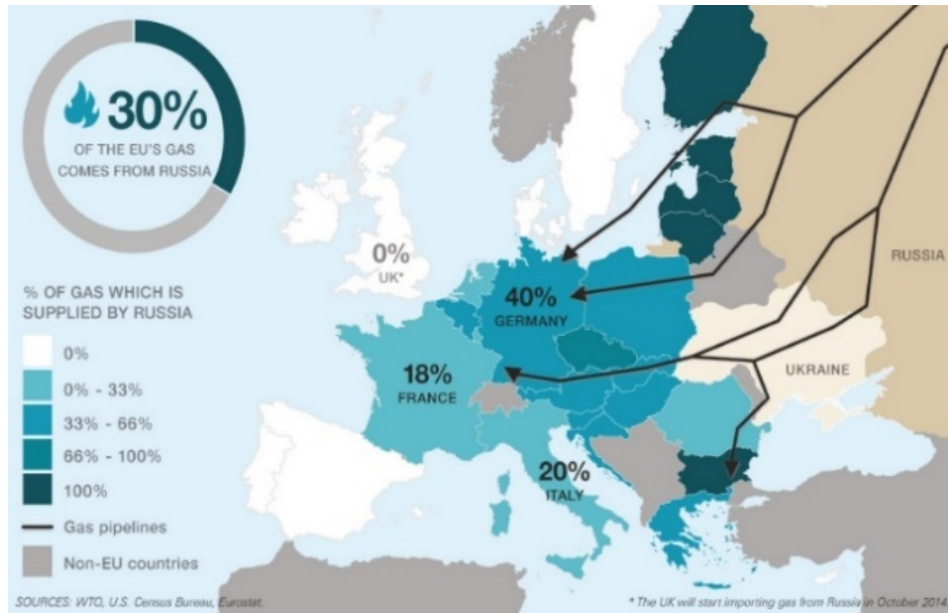 30%
OF THE EU'S GAS
COMES FROM RUSSIA
0%
UK*
% OF GAS WHICH IS
SUPPLIED BY RUSSIA
0%
0% - 33%
33% - 66%
66% - 100%
100%
Gas pipelines
Non-EU countries
40%
GERMANY
18%
FRANCE
20%
ITALY
RUSSIA
UKRAINE
SOURCES: WTO, U.S. Census Bureau, Eurostat.
* The UK will start importing gas from Russia in October 2014